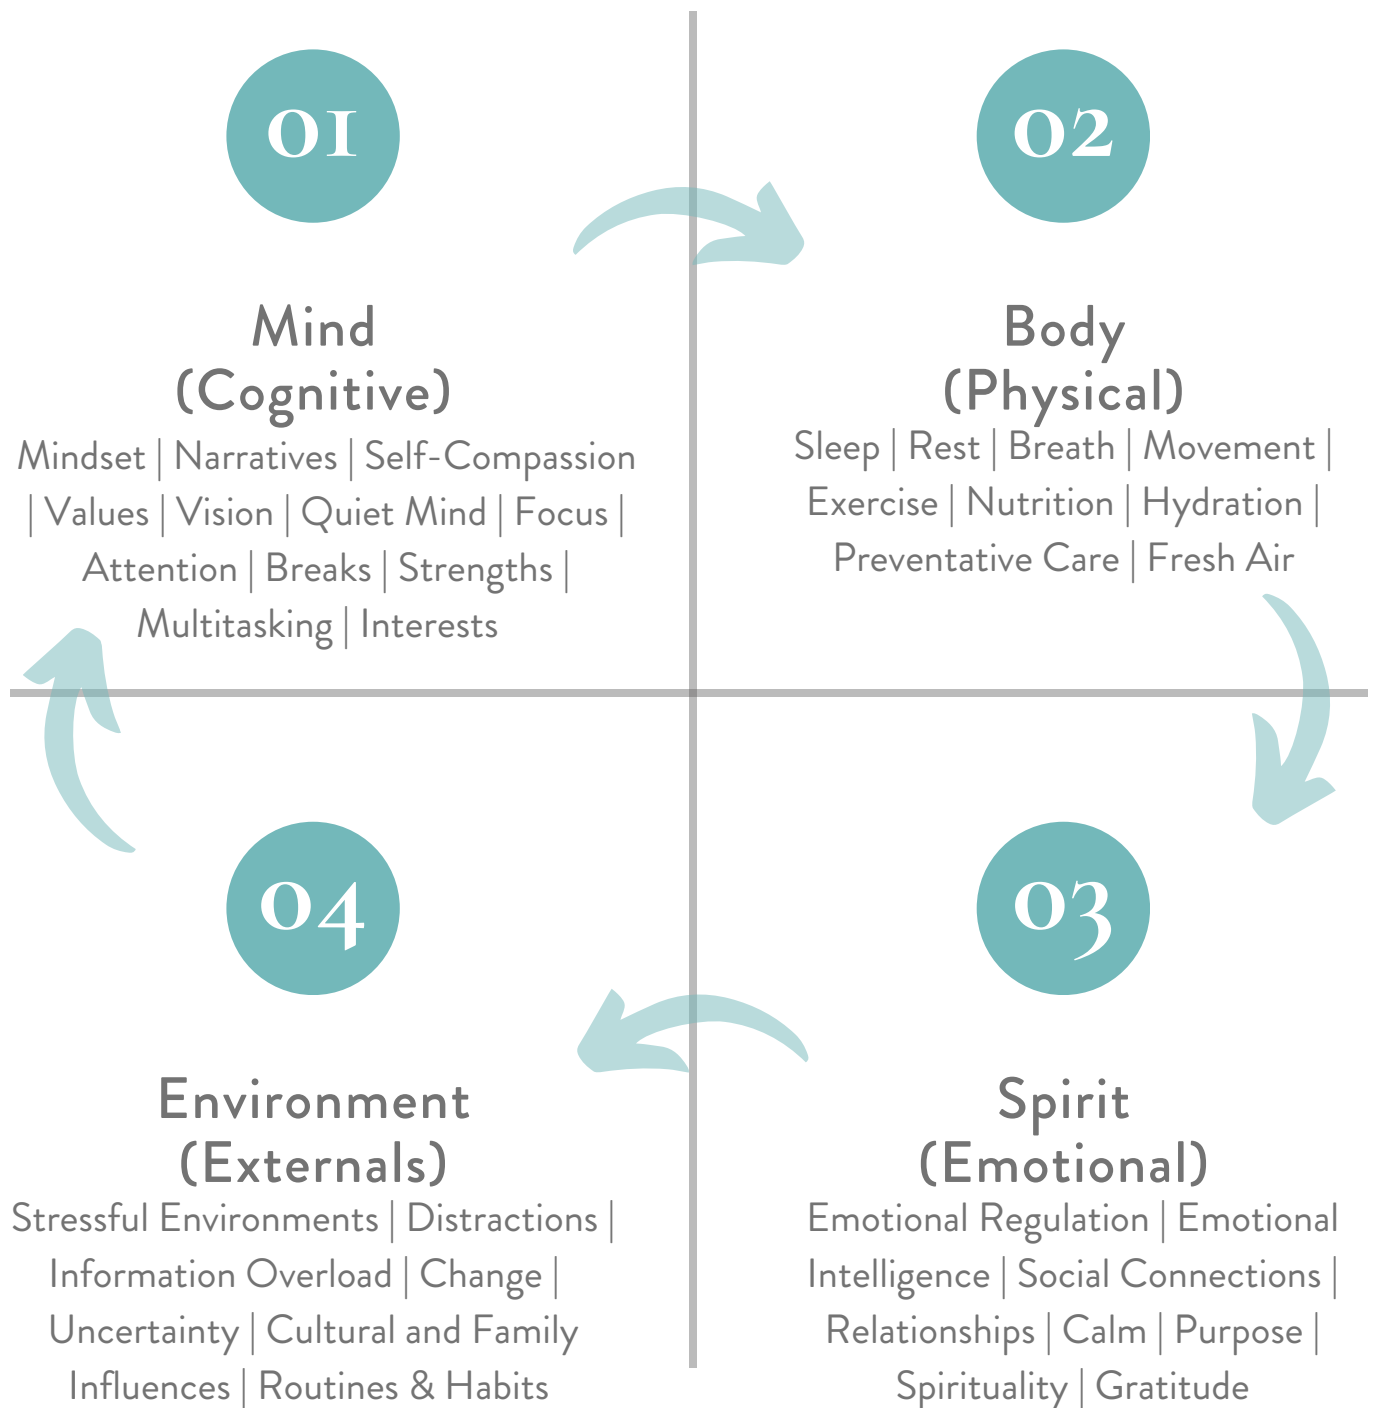 01
Mind
(Cognitive)
Mindset | Narratives | Self-Compassion
| Values | Vision | Quiet Mind | Focus |
Attention | Breaks | Strengths |
Multitasking | Interests
02
Body
(Physical)
Sleep | Rest | Breath | Movement |
Exercise | Nutrition | Hydration |
Preventative Care | Fresh Air
03
Spirit
(Emotional)
Emotional Regulation | Emotional
Intelligence | Social Connections |
Relationships | Calm | Purpose |
Spirituality | Gratitude
04
Environment
(Externals)
Stressful Environments | Distractions |
Information Overload | Change |
Uncertainty | Cultural and Family
Influences | Routines & Habits